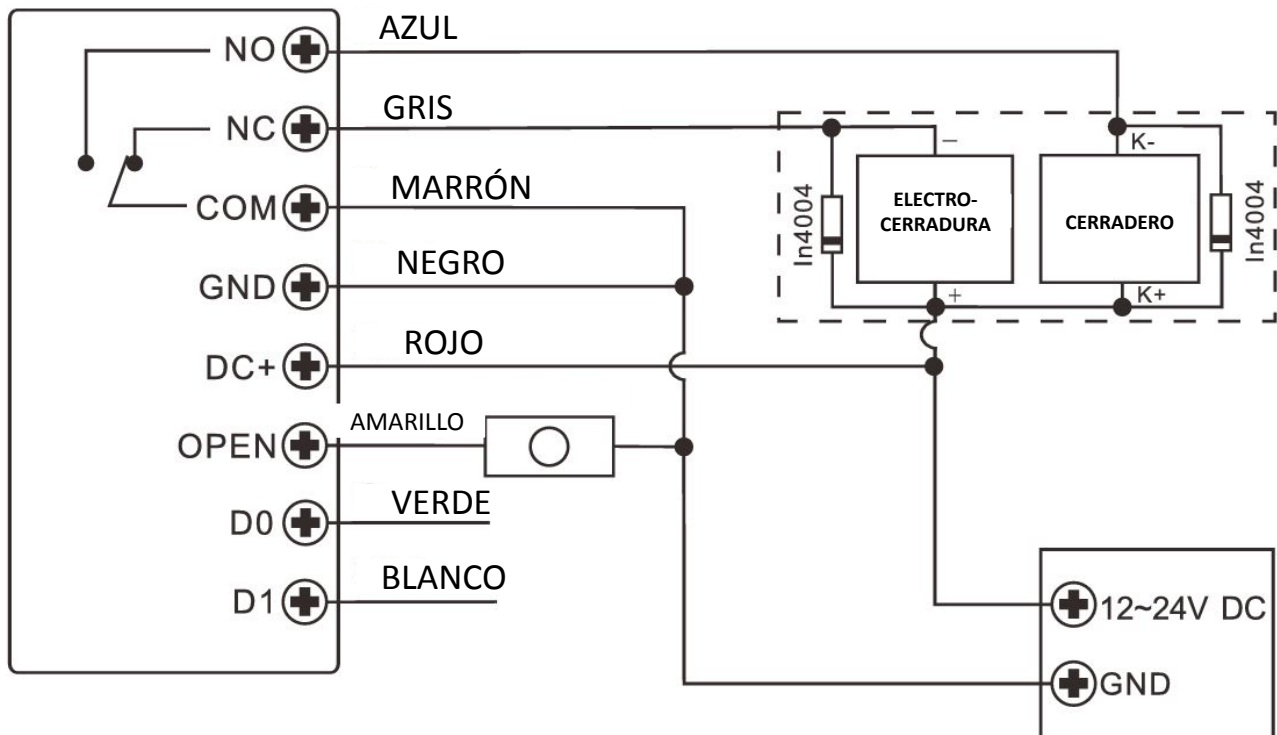 NO
AZUL
NC
GRIS
COM
MARRÓN
GND
NEGRO
DC+
ROJO
OPEN
AMARILLO
D0
VERDE
D1
BLANCO
In4004
−
ELECTRO-
CERRADURA
+
K-
CERRADERO
K+
In4004
12~24V DC
GND